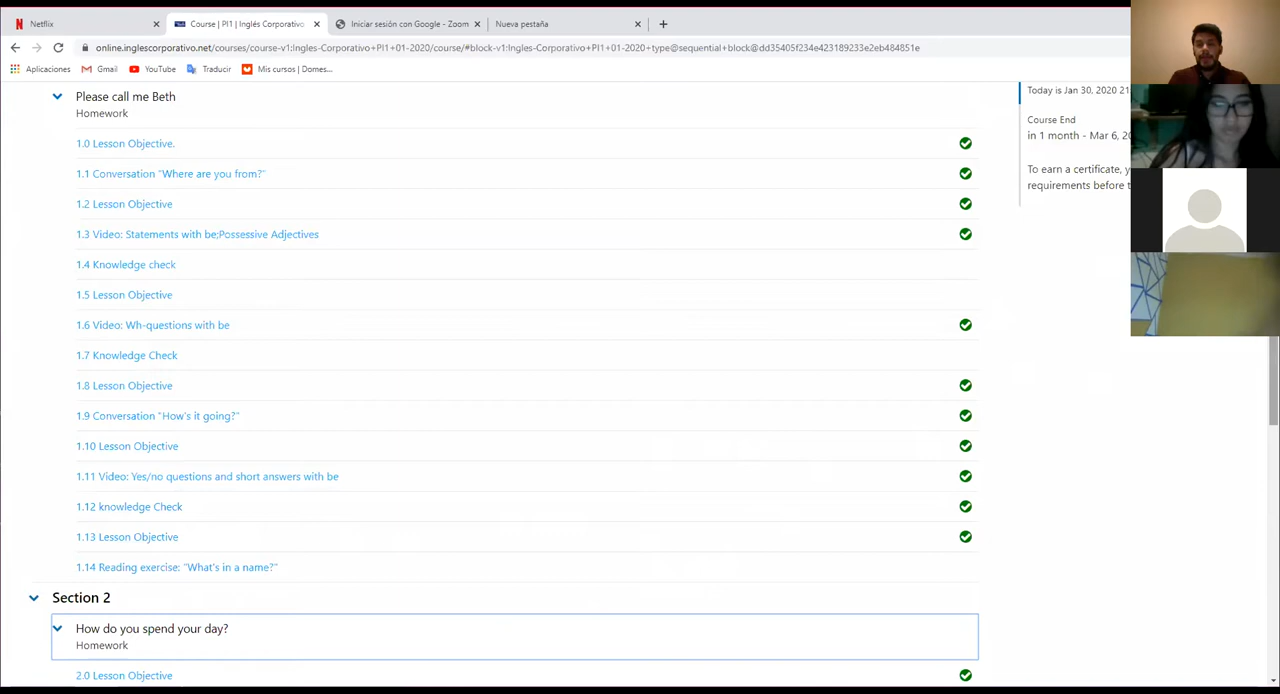 Netflix
Course | PI1 | Inglés Corporativo
Iniciar sesión con Google - Zoom
Nueva pestaña
online.inglescorporativo.net/courses/course-v1:Ingles-Corporativo+PI1+01-2020/course/#block-v1:Ingles-Corporativo+PI1+01-2020+type@sequential+block@dd35405f234e423189233e2eb484851e
Aplicaciones
Gmail
YouTube
Traducir
Mis cursos | Domes...
Please call me Beth
Homework
1.0 Lesson Objective.
1.1 Conversation "Where are you from?"
1.2 Lesson Objective
1.3 Video: Statements with be;Possessive Adjectives
1.4 Knowledge check
1.5 Lesson Objective
1.6 Video: Wh-questions with be
1.7 Knowledge Check
1.8 Lesson Objective
1.9 Conversation "How's it going?"
1.10 Lesson Objective
1.11 Video: Yes/no questions and short answers with be
1.12 knowledge Check
1.13 Lesson Objective
1.14 Reading exercise: "What's in a name?"
Section 2
How do you spend your day?
Homework
2.0 Lesson Objective
Today is Jan 30, 2020 21
Course End
in 1 month - Mar 6, 20
To earn a certificate, y
requirements before t